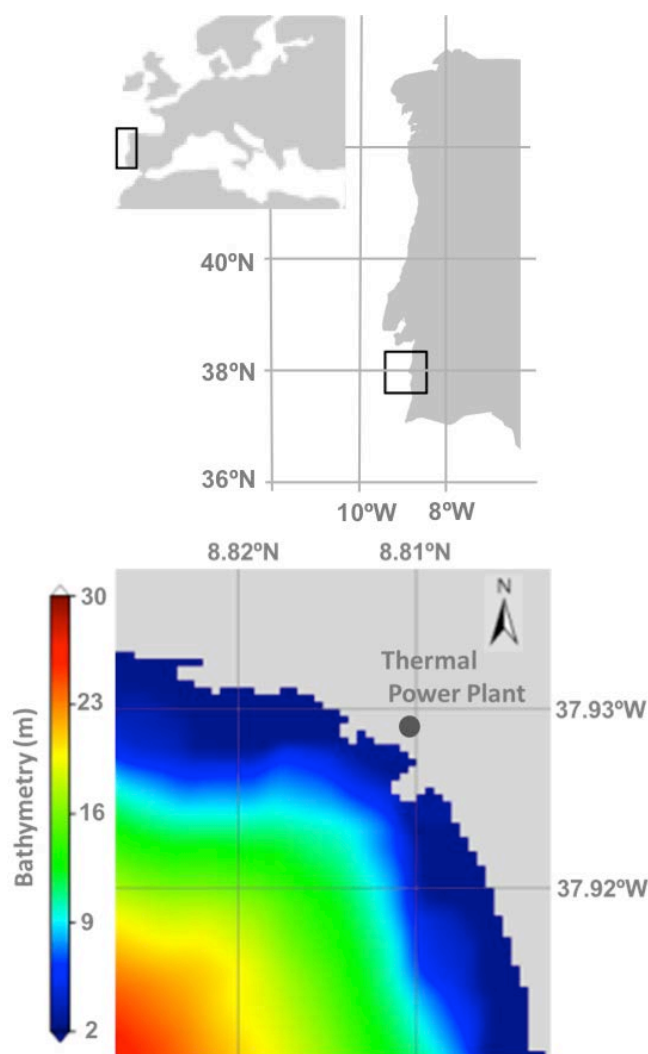 40ºN
38ºN
36ºN
10ºW 8ºW
8.82ºN 8.81ºN
N
30
23
16
9
2
Bathymetry (m)
Thermal
Power Plant
37.93ºW
37.92ºW